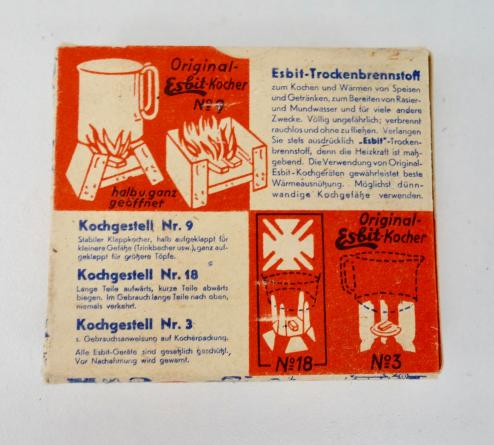 Original-
Esbit-Kocher
No 9
halb u. ganz
geöffnet
Esbit-Trockenbrennstoff
zum Kochen und Wärmen von Speisen
und Getränken, zum Bereiten von Rasier-
und Mundwasser und für viele andere
Zwecke. Völlig ungefährlich; verbrennt
rauchlos und ohne zu fließen. Verlangen
Sie stets ausdrücklich „Esbit"-Trocken-
brennstoff, denn die Heizkraft ist maß-
gebend. Die Verwendung von Original-
Esbit-Kochgeräten gewährleistet beste
Wärmeausnützung. Möglichst dünn-
wandige Kochgefäße verwenden.
Kochgestell Nr. 9
Stabiler Klappkocher, halb aufgeklappt für
kleinere Gefäße (Trinkbecher usw.), ganz auf-
geklappt für größere Töpfe.
Kochgestell Nr. 18
Lange Teile aufwärts, kurze Teile abwärts
biegen. Im Gebrauch lange Teile nach oben,
niemals verkehrt.
Kochgestell Nr. 3
s. Gebrauchsanweisung auf Kocherpackung.
Alle Esbit-Geräte sind gesetzlich geschützt.
Vor Nachahmung wird gewarnt.
No 18
Original-
Esbit-Kocher
No 3